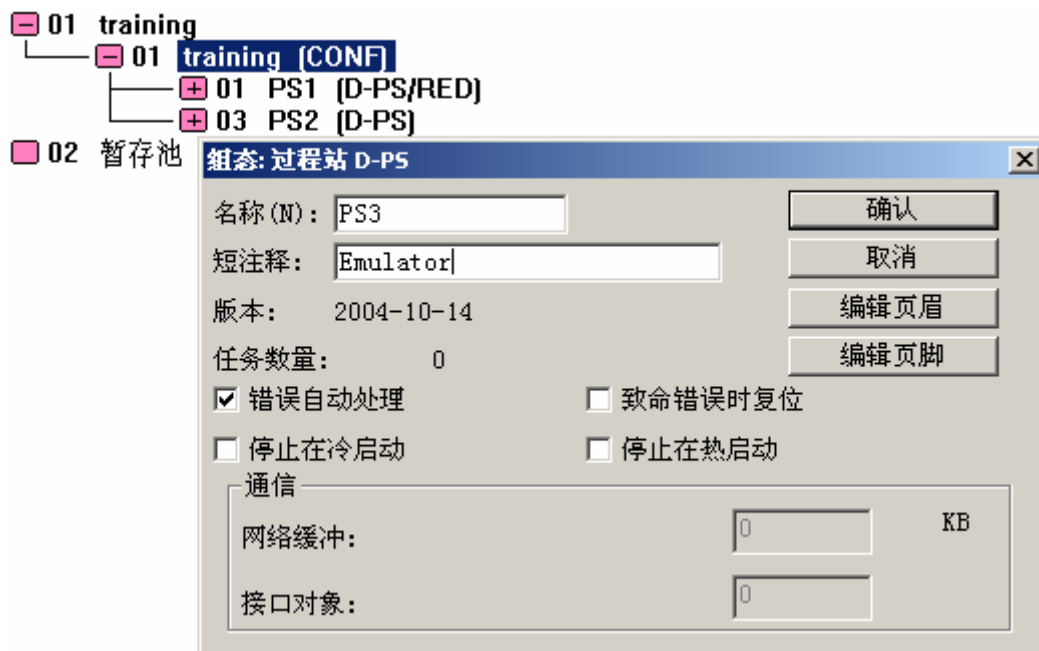 01 training
01 training (CONF)
01 PS1 (D-PS/RED)
03 PS2 (D-PS)
02 暂存池
组态: 过程站 D-PS
名称(N): PS3 确认
短注释: Emulator 取消
版本: 2004-10-14 编辑页眉
任务数量: 0 编辑页脚
错误自动处理 致命错误时复位
停止在冷启动 停止在热启动
通信
网络缓冲: 0 KB
接口对象: 0